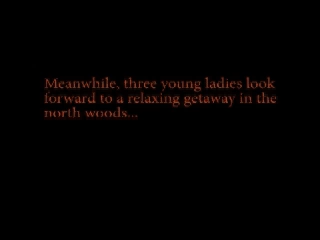 Meanwhile, three young ladies look
forward to a relaxing getaway in the
north woods...